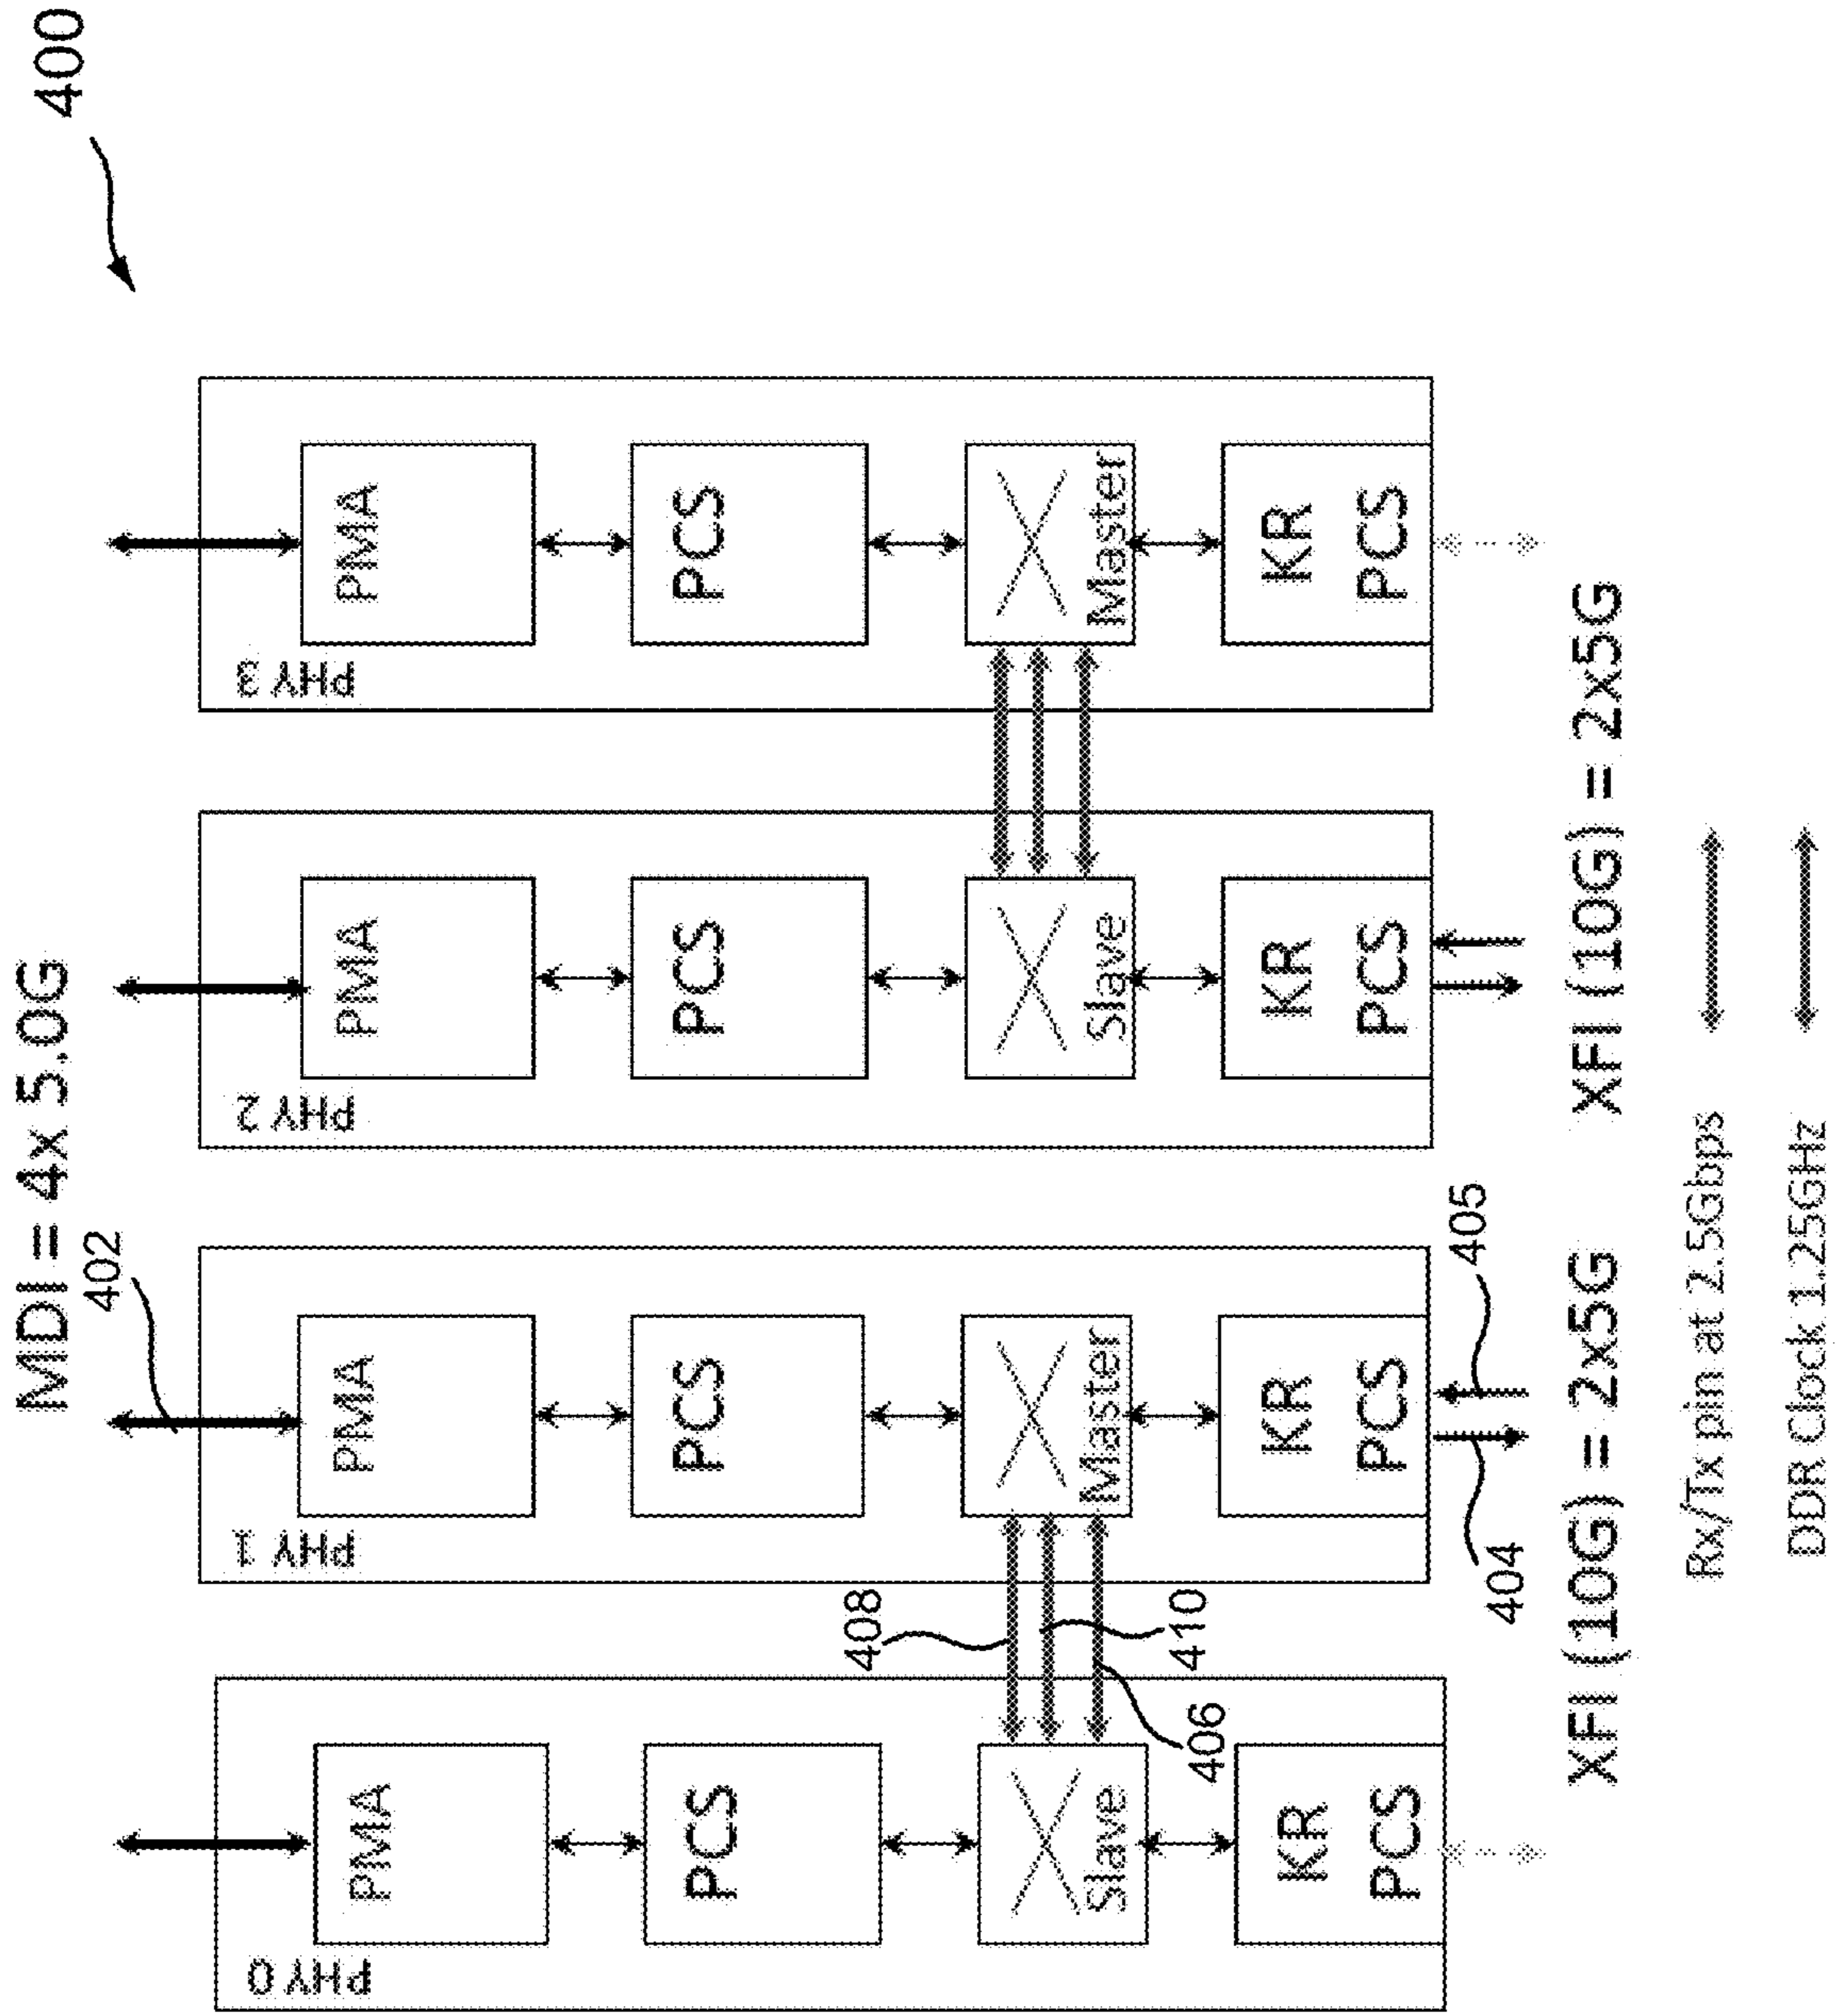 400
MDI = 4x 5.0G
402
PHY 0
PMA
PCS
Slave
KR
PCS
PHY 1
PMA
PCS
Master
KR
PCS
PHY 2
PMA
PCS
Slave
KR
PCS
PHY 3
PMA
PCS
Master
KR
PCS
408
410
406
404
405
XFI (10G) = 2x5G
XFI (10G) = 2x5G
Rx/Tx pin at 2.5Gbps
DDR Clock 1.25GHz